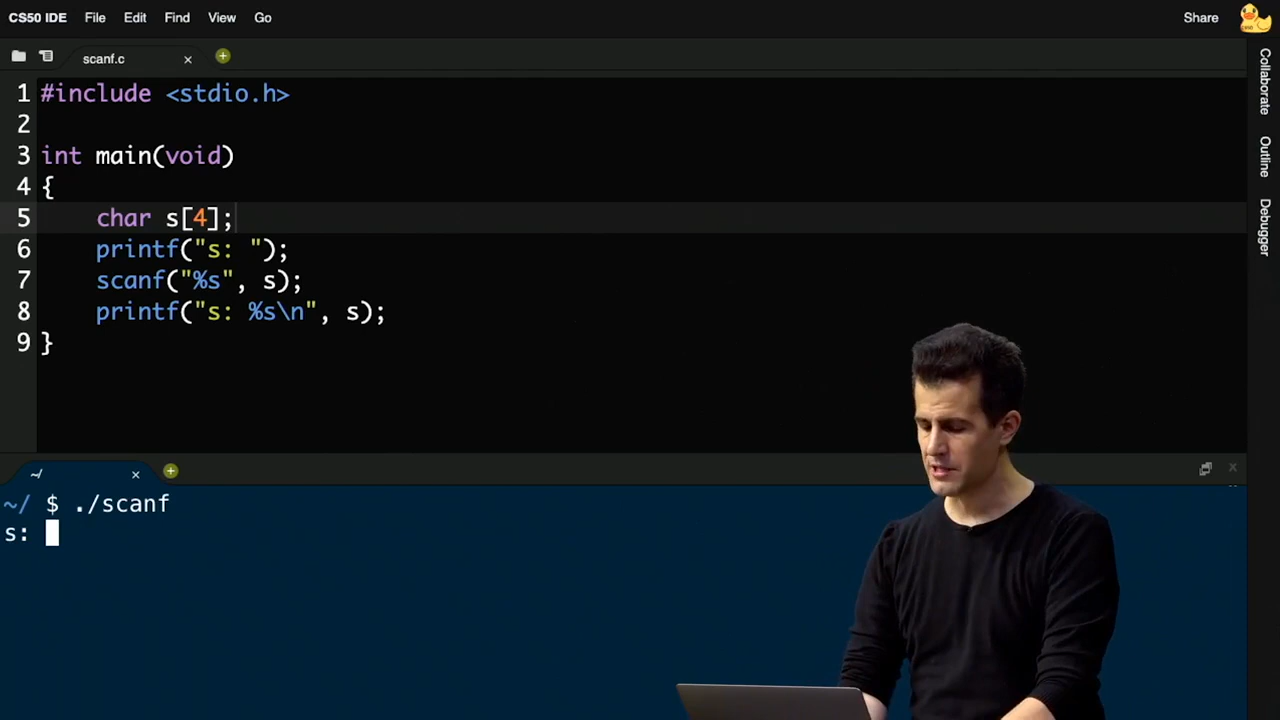 CS50 IDE File Edit Find View Go Share
scanf.c
1 #include <stdio.h>
2
3 int main(void)
4 {
5     char s[4];
6     printf("s: ");
7     scanf("%s", s);
8     printf("s: %s\n", s);
9 }
Collaborate
Outline
Debugger
~/
~/ $ ./scanf
s: